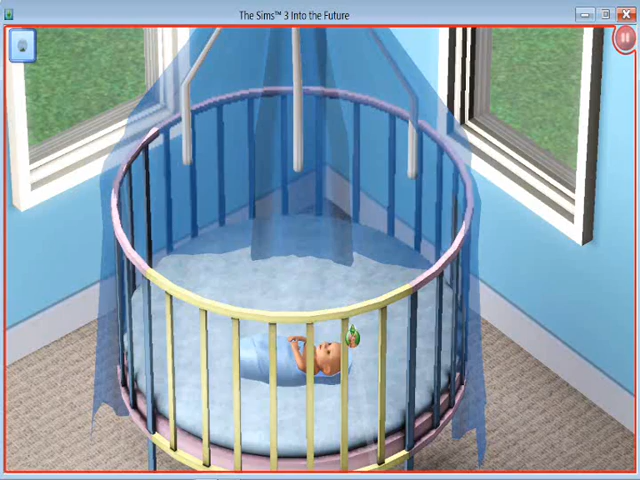 The Sims™ 3 Into the Future